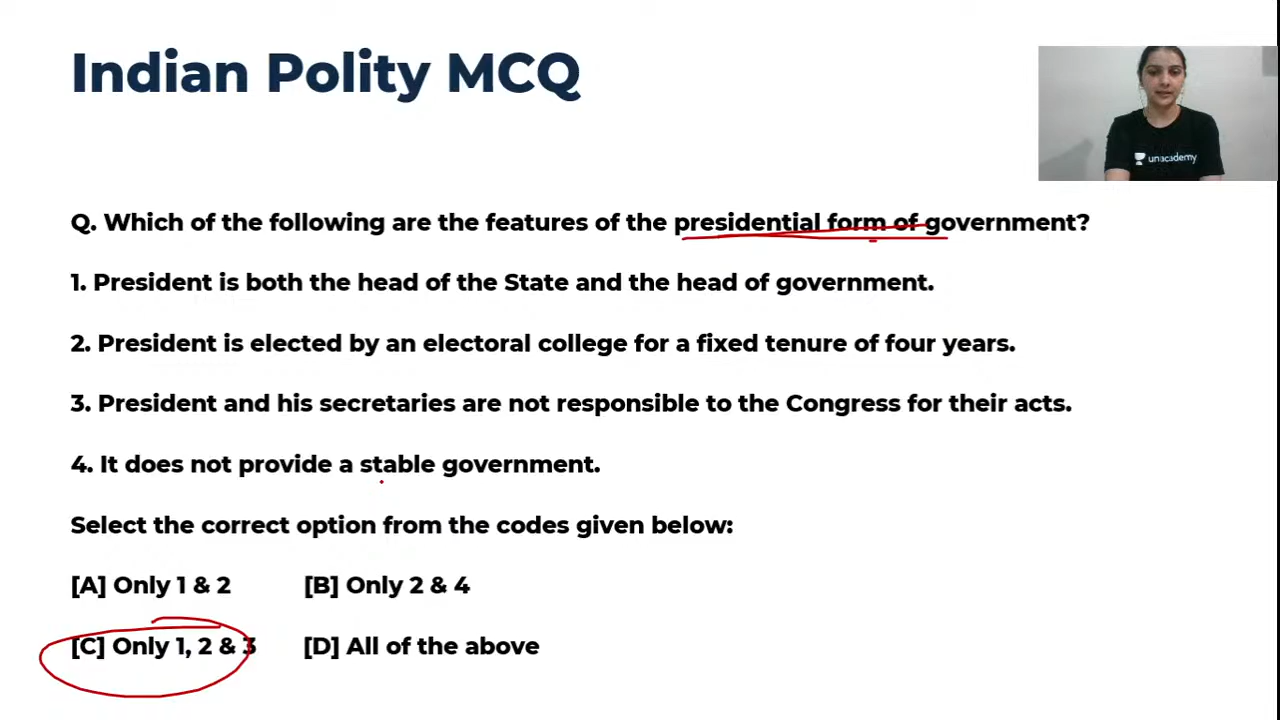 Indian Polity MCQ
unacademy
Q. Which of the following are the features of the presidential form of government?
1. President is both the head of the State and the head of government.
2. President is elected by an electoral college for a fixed tenure of four years.
3. President and his secretaries are not responsible to the Congress for their acts.
4. It does not provide a stable government.
Select the correct option from the codes given below:
[A] Only 1 & 2 [B] Only 2 & 4
[C] Only 1, 2 & 3 [D] All of the above